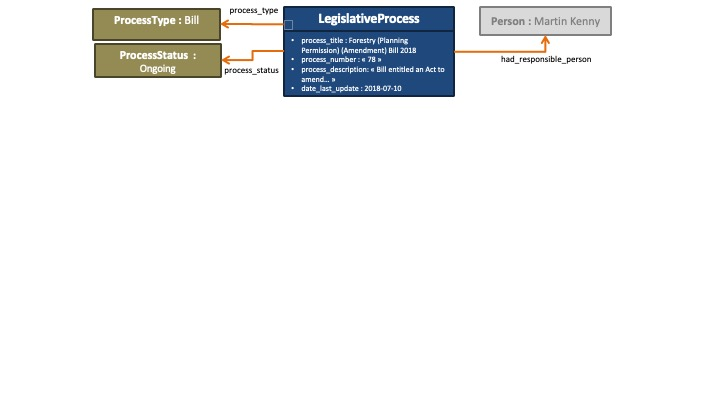 process_type
ProcessType : Bill
ProcessStatus :
Ongoing
process_status
LegislativeProcess
• process_title : Forestry (Planning
Permission) (Amendment) Bill 2018
• process_number : « 78 »
• process_description: « Bill entitled an Act to
amend... »
• date_last_update : 2018-07-10
Person : Martin Kenny
had_responsible_person